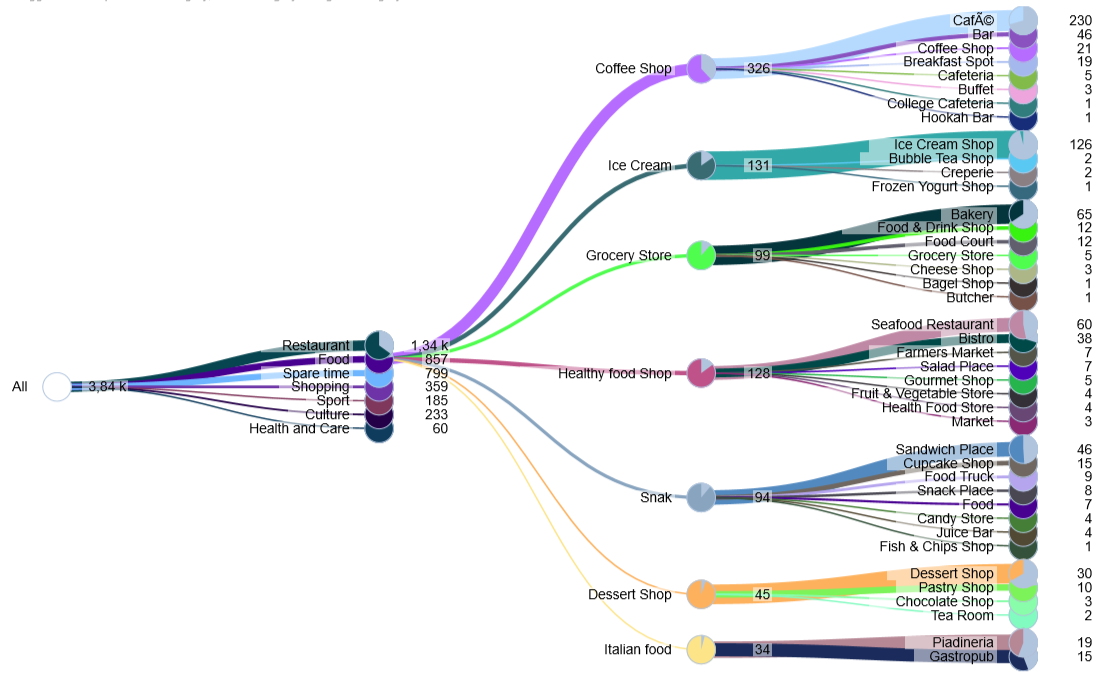 All
3,84 k
Restaurant 1,34 k
Food 857
Spare time 799
Shopping 359
Sport 185
Culture 233
Health and Care 60
Coffee Shop 326
CafÃ© 230
Bar 46
Coffee Shop 21
Breakfast Spot 19
Cafeteria 5
Buffet 3
College Cafeteria 1
Hookah Bar 1
Ice Cream 131
Ice Cream Shop 126
Bubble Tea Shop 2
Creperie 2
Frozen Yogurt Shop 1
Grocery Store 99
Bakery 65
Food & Drink Shop 12
Food Court 12
Grocery Store 5
Cheese Shop 3
Bagel Shop 1
Butcher 1
Healthy food Shop 128
Seafood Restaurant 60
Bistro 38
Farmers Market 7
Salad Place 7
Gourmet Shop 5
Fruit & Vegetable Store 4
Health Food Store 4
Market 3
Snak 94
Sandwich Place 46
Cupcake Shop 15
Food Truck 9
Snack Place 8
Food 7
Candy Store 4
Juice Bar 4
Fish & Chips Shop 1
Dessert Shop 45
Dessert Shop 30
Pastry Shop 10
Chocolate Shop 3
Tea Room 2
Italian food 34
Piadineria 19
Gastropub 15